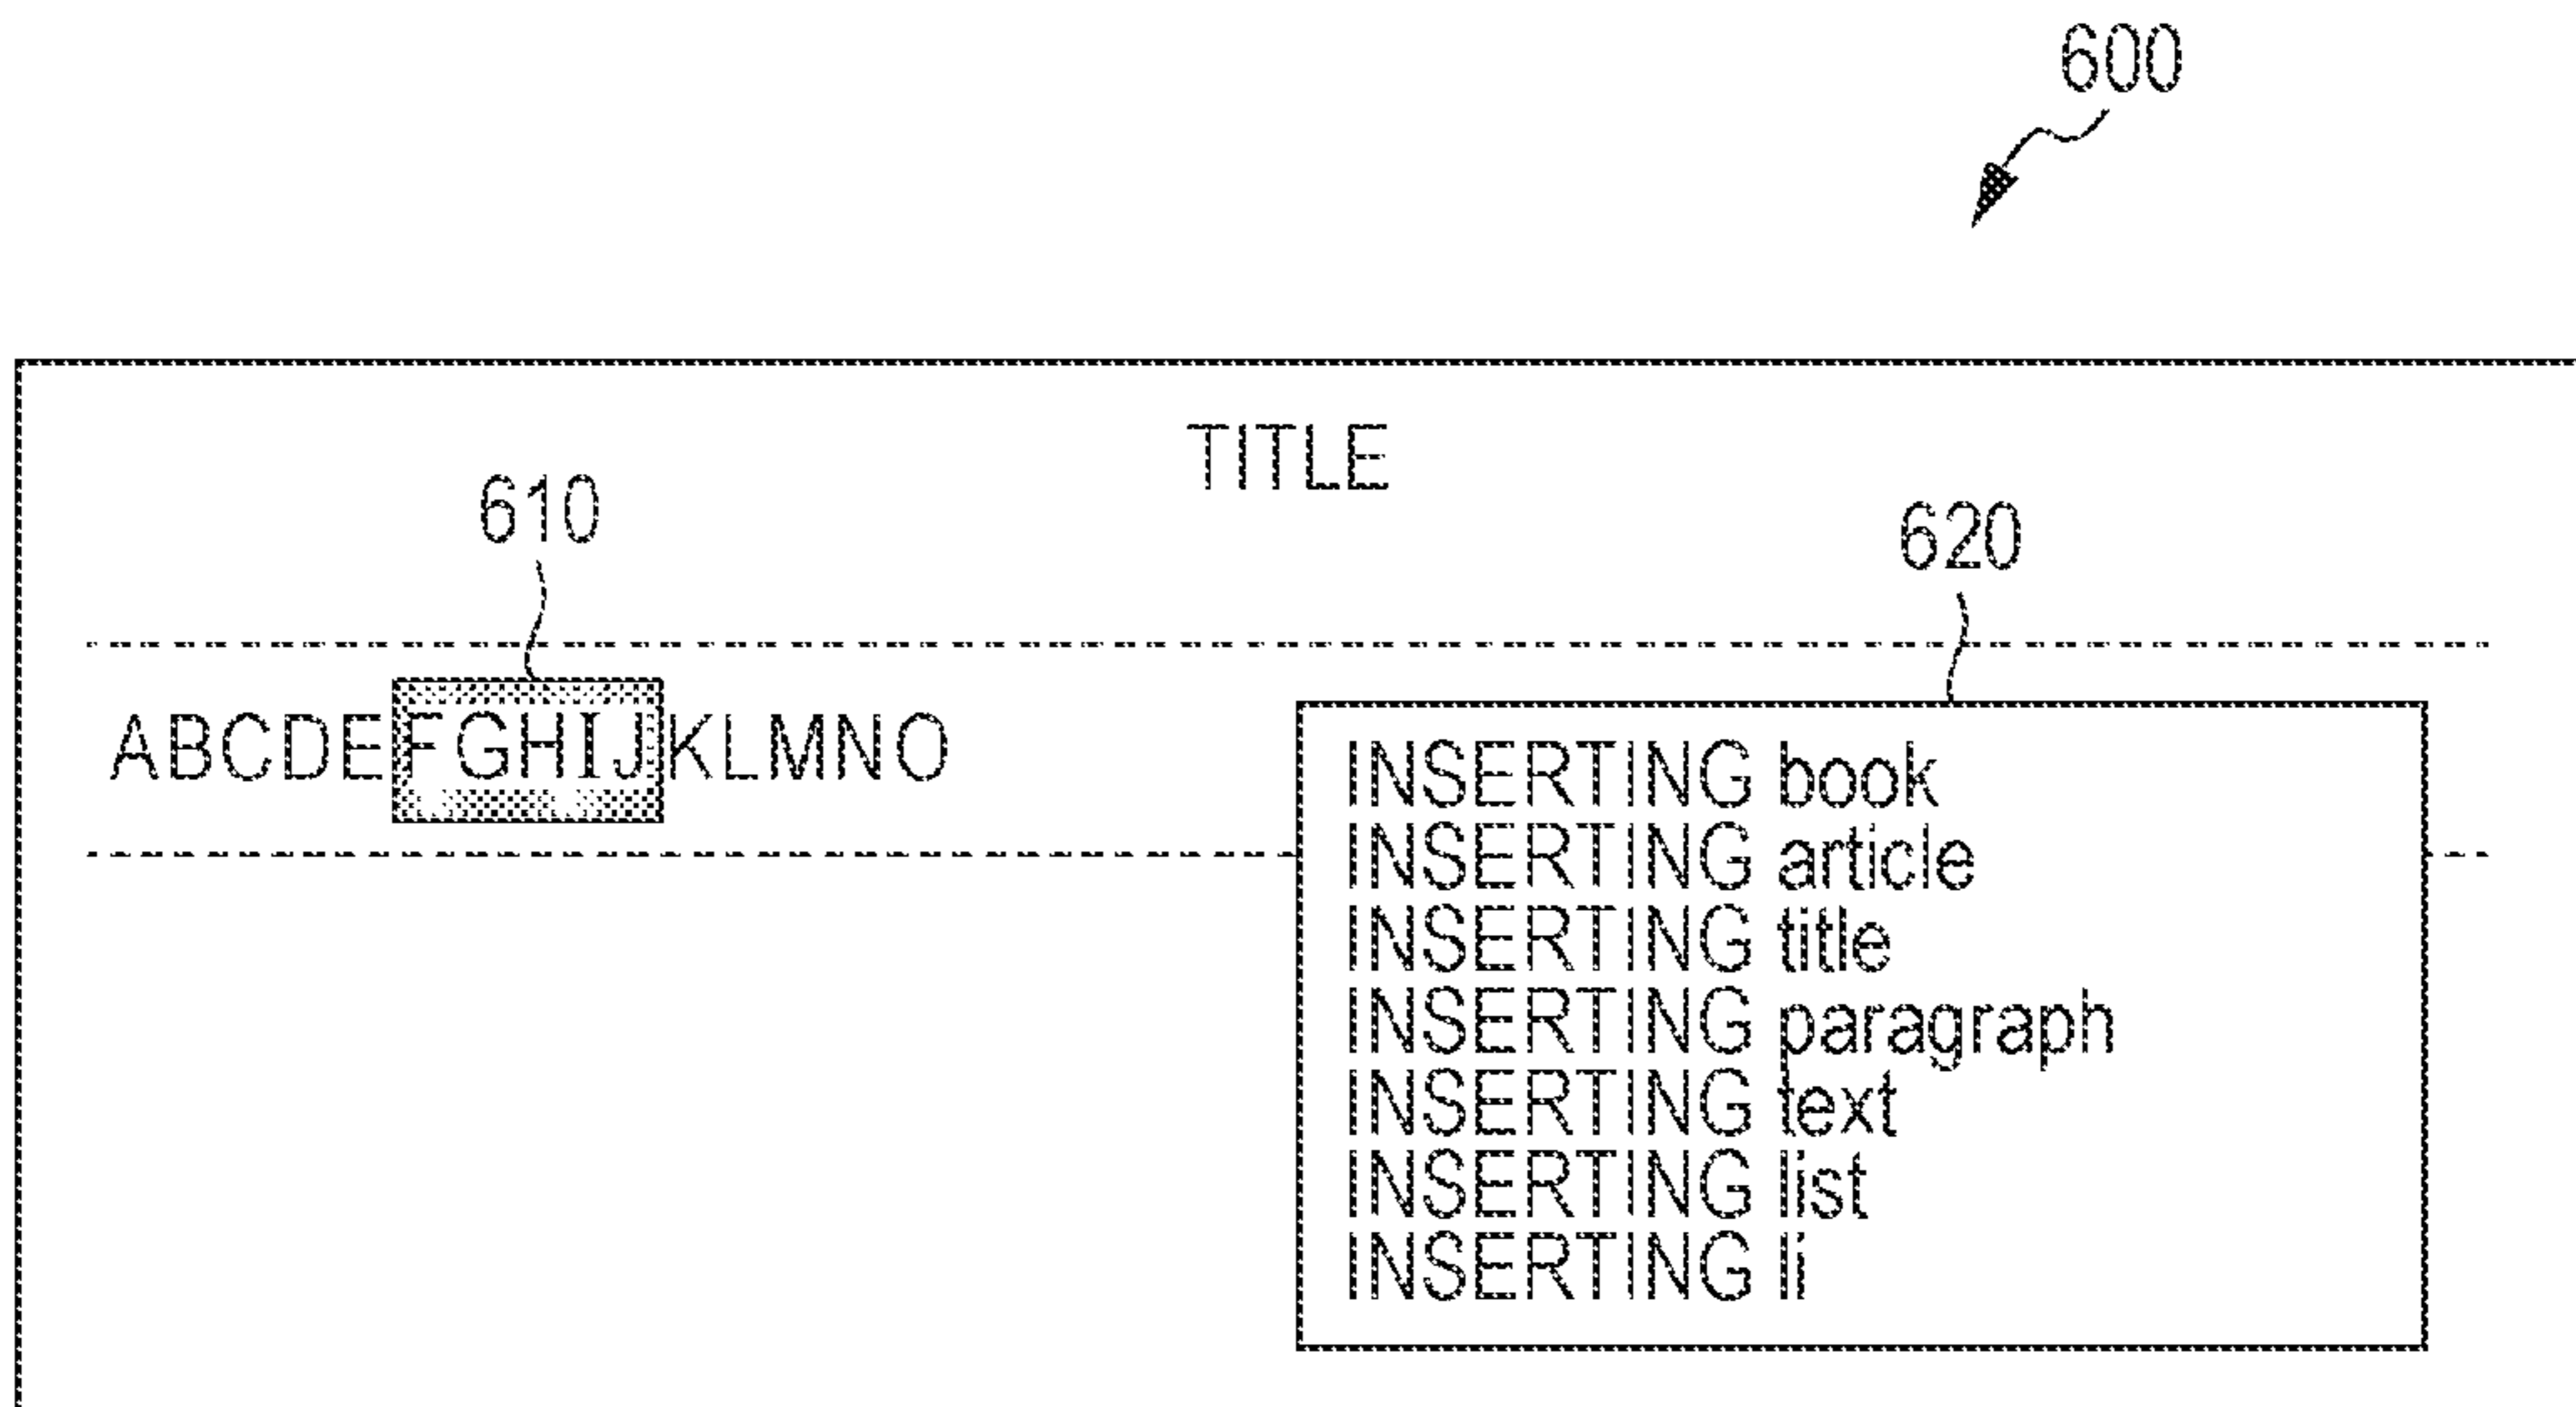 600
TITLE
610
620
ABCDEFGHIJKLMNO
INSERTING book
INSERTING article
INSERTING title
INSERTING paragraph
INSERTING text
INSERTING list
INSERTING li